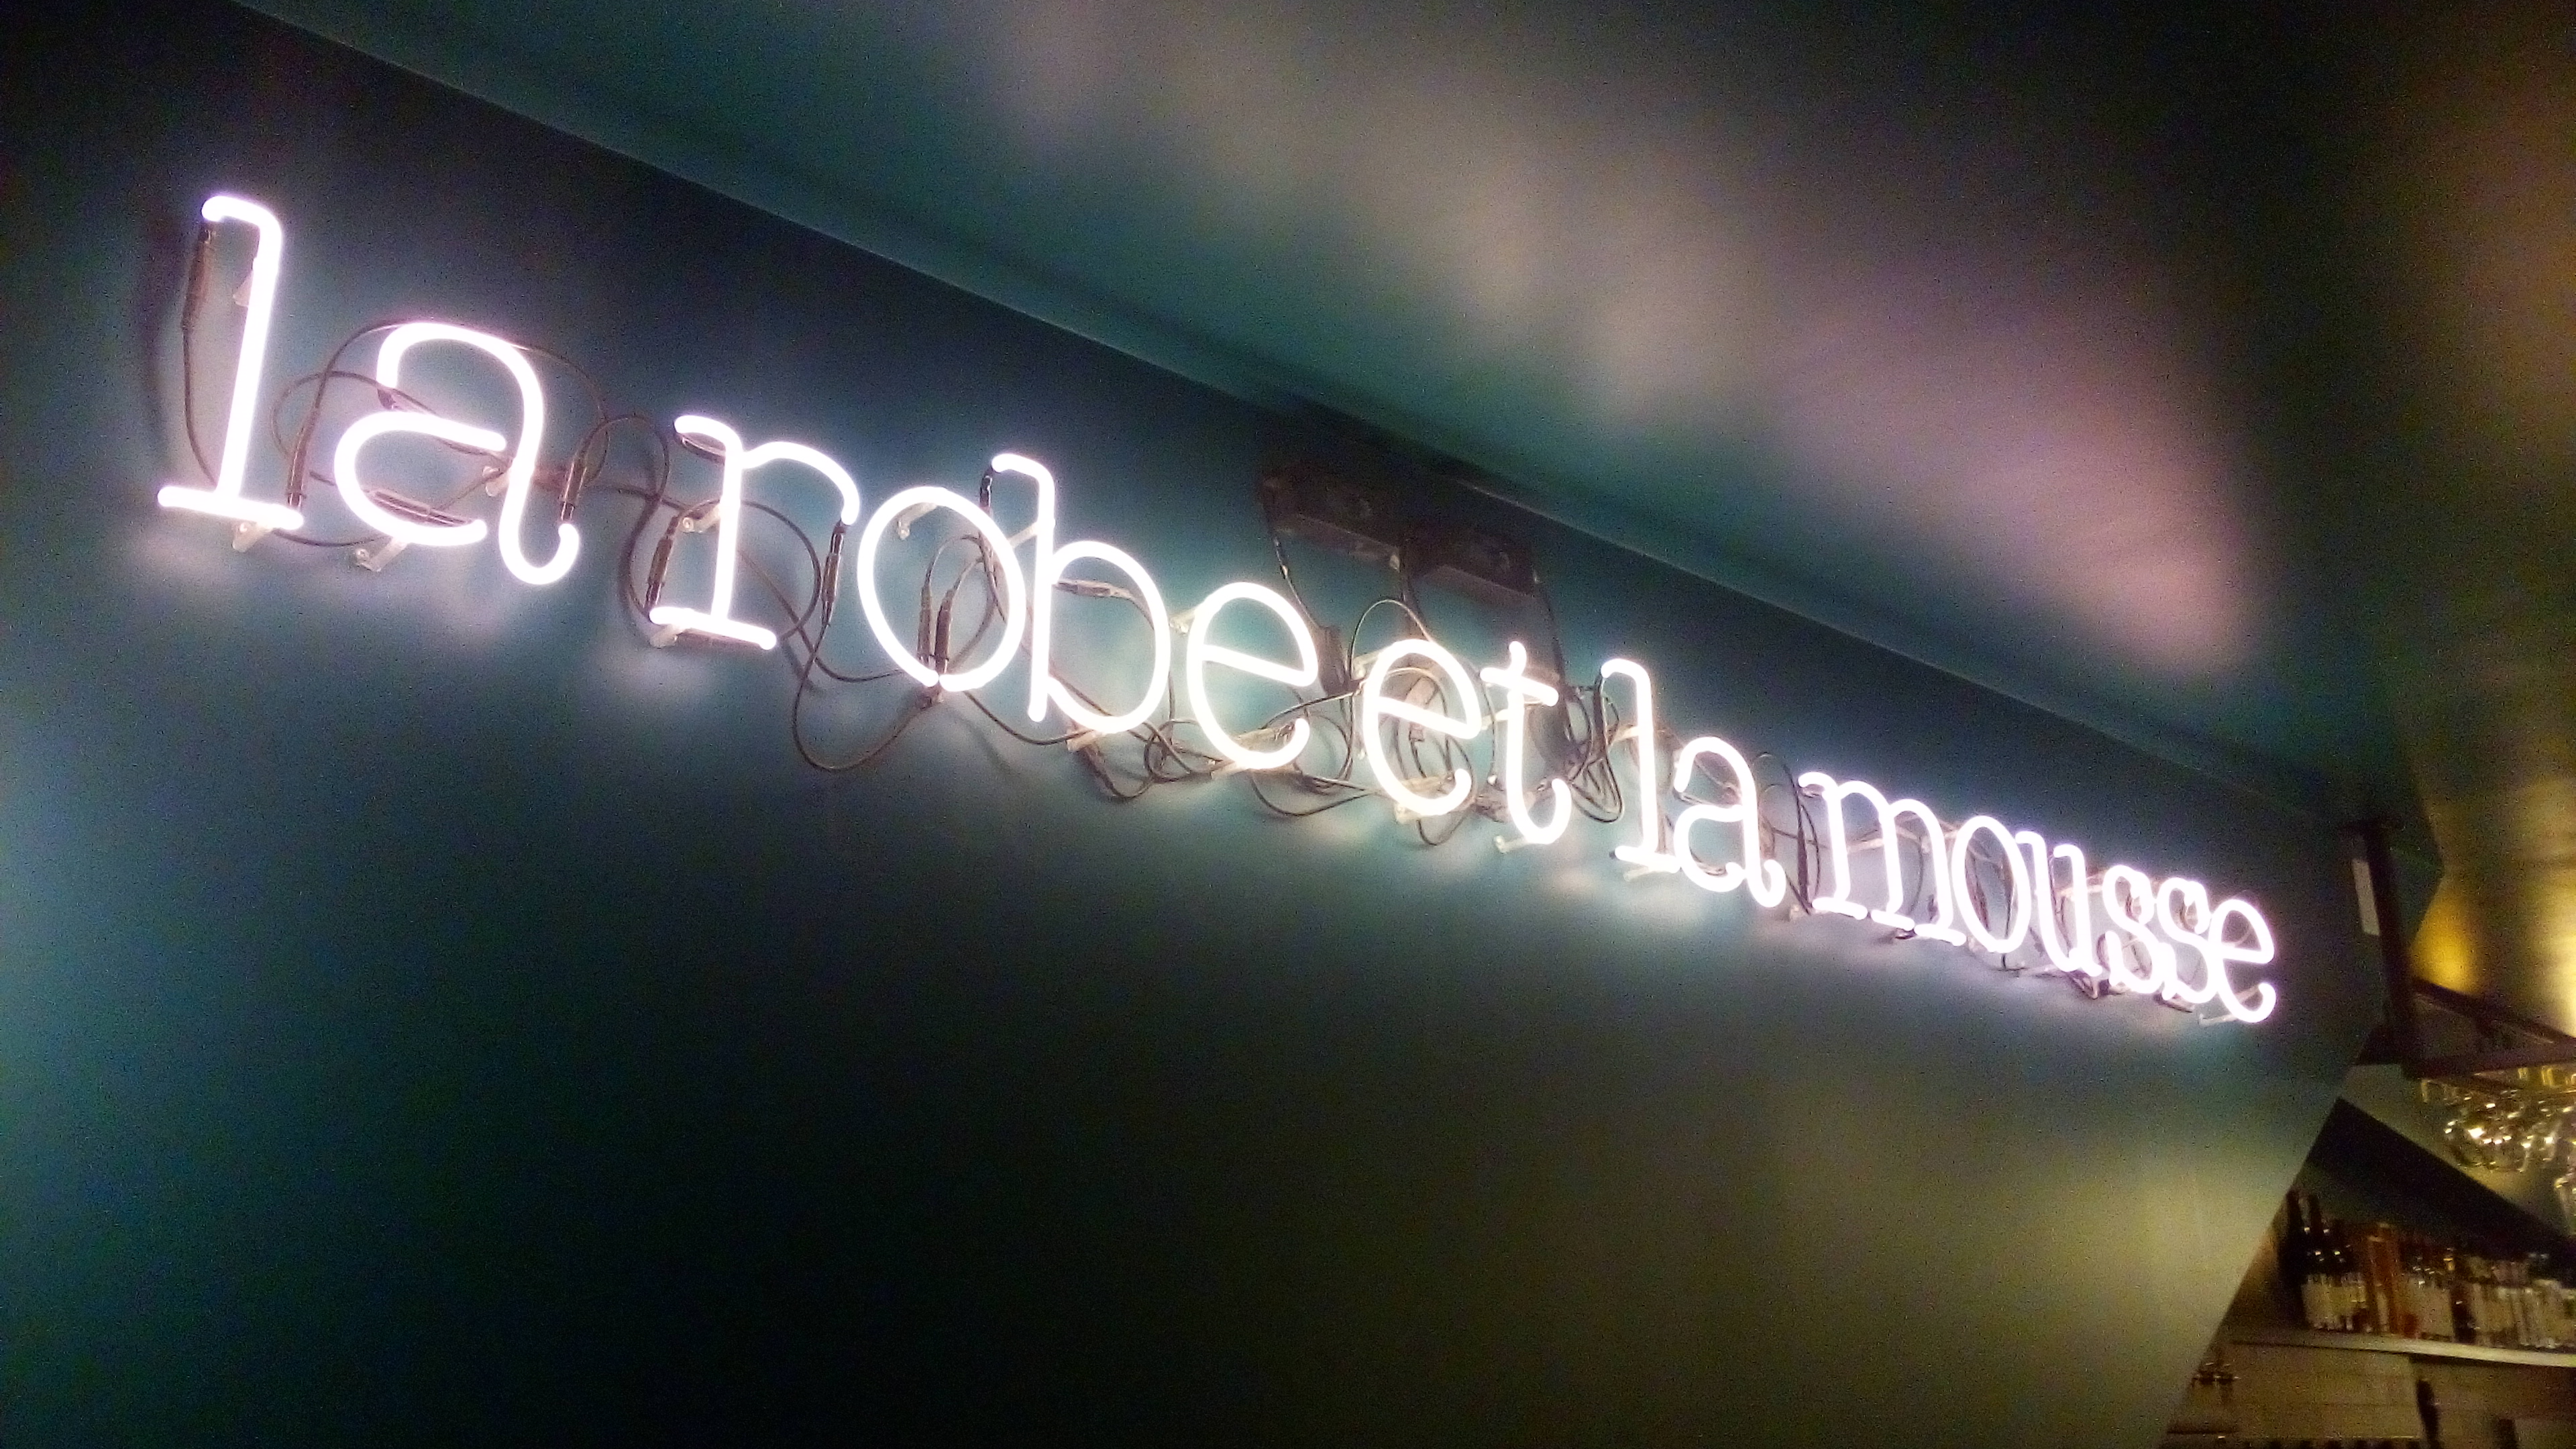 la robe et la mousse